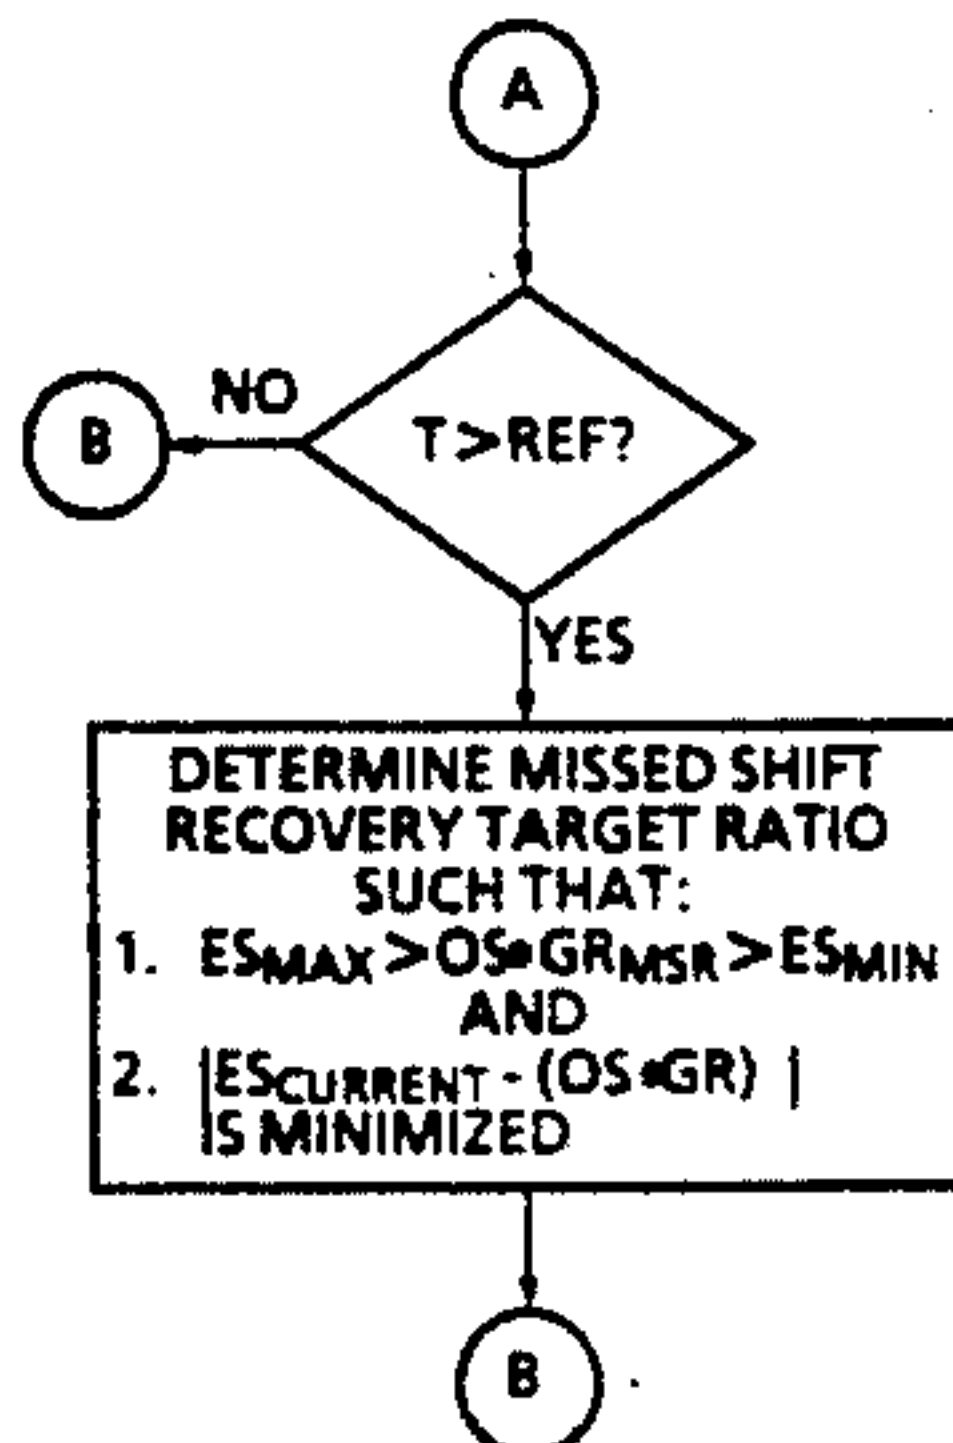 A
NO
B
T>REF?
YES
DETERMINE MISSED SHIFT
RECOVERY TARGET RATIO
SUCH THAT:
1. ESMAX>OS•GRMSR>ESMIN
AND
2. |ESCURRENT - (OS•GR) |
IS MINIMIZED
B